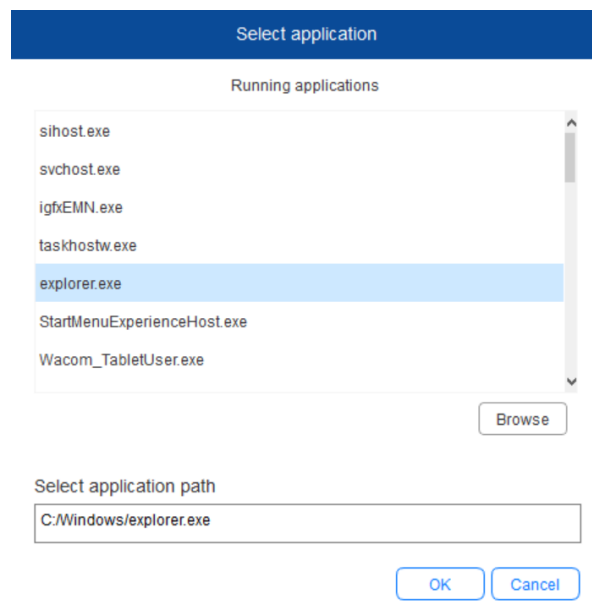 Select application
Running applications
sihost.exe
svchost.exe
igfxEMN.exe
taskhostw.exe
explorer.exe
StartMenuExperienceHost.exe
Wacom_TabletUser.exe
Browse
Select application path
C:/Windows/explorer.exe
OK
Cancel